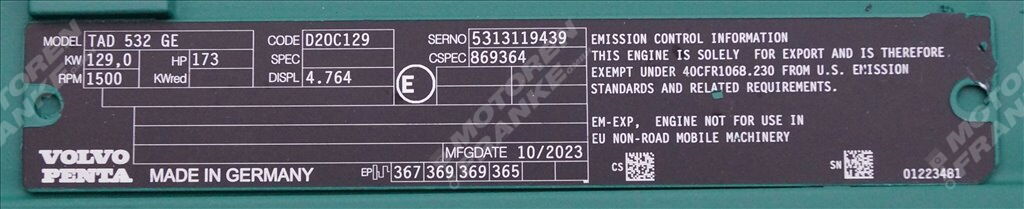 MODEL TAD 532 GE CODE D20C129 SERNO 5313119439
KW 129,0 HP 173 SPEC CSPEC 869364
RPM 1500 KWred DISPL 4.764
E
MFGDATE 10/2023
VOLVO
PENTA
MADE IN GERMANY
EP 367 369 369 365
EMISSION CONTROL INFORMATION
THIS ENGINE IS SOLELY FOR EXPORT AND IS THEREFORE
EXEMPT UNDER 40CFR1068.230 FROM U.S. EMISSION
STANDARDS AND RELATED REQUIREMENTS.
EM-EXP, ENGINE NOT FOR USE IN
EU NON-ROAD MOBILE MACHINERY
CS SN
01223481
MOTOREN
FRANKE